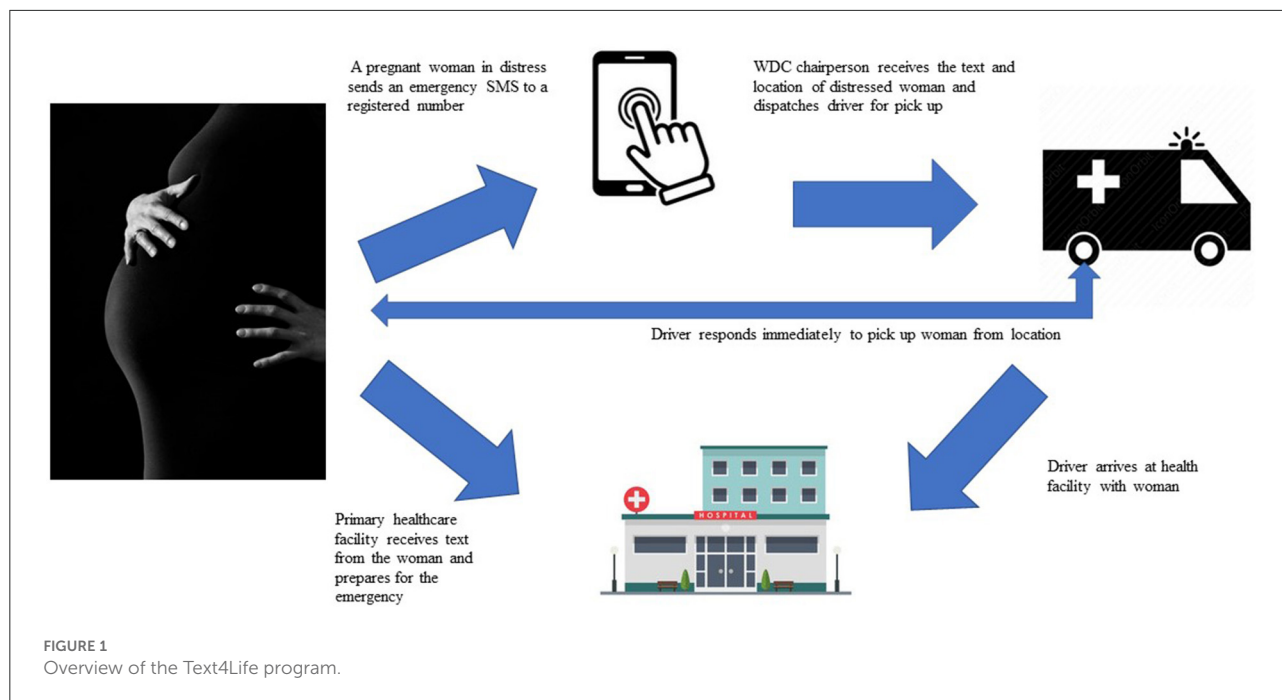 A pregnant woman in distress
sends an emergency SMS to a
registered number
WDC chairperson receives the text and
location of distressed woman and
dispatches driver for pick up
Driver responds immediately to pick up woman from location
Driver arrives at health
facility with woman
HOSPITAL
Primary healthcare
facility receives text
from the woman and
prepares for the
emergency
FIGURE 1
Overview of the Text4Life program.